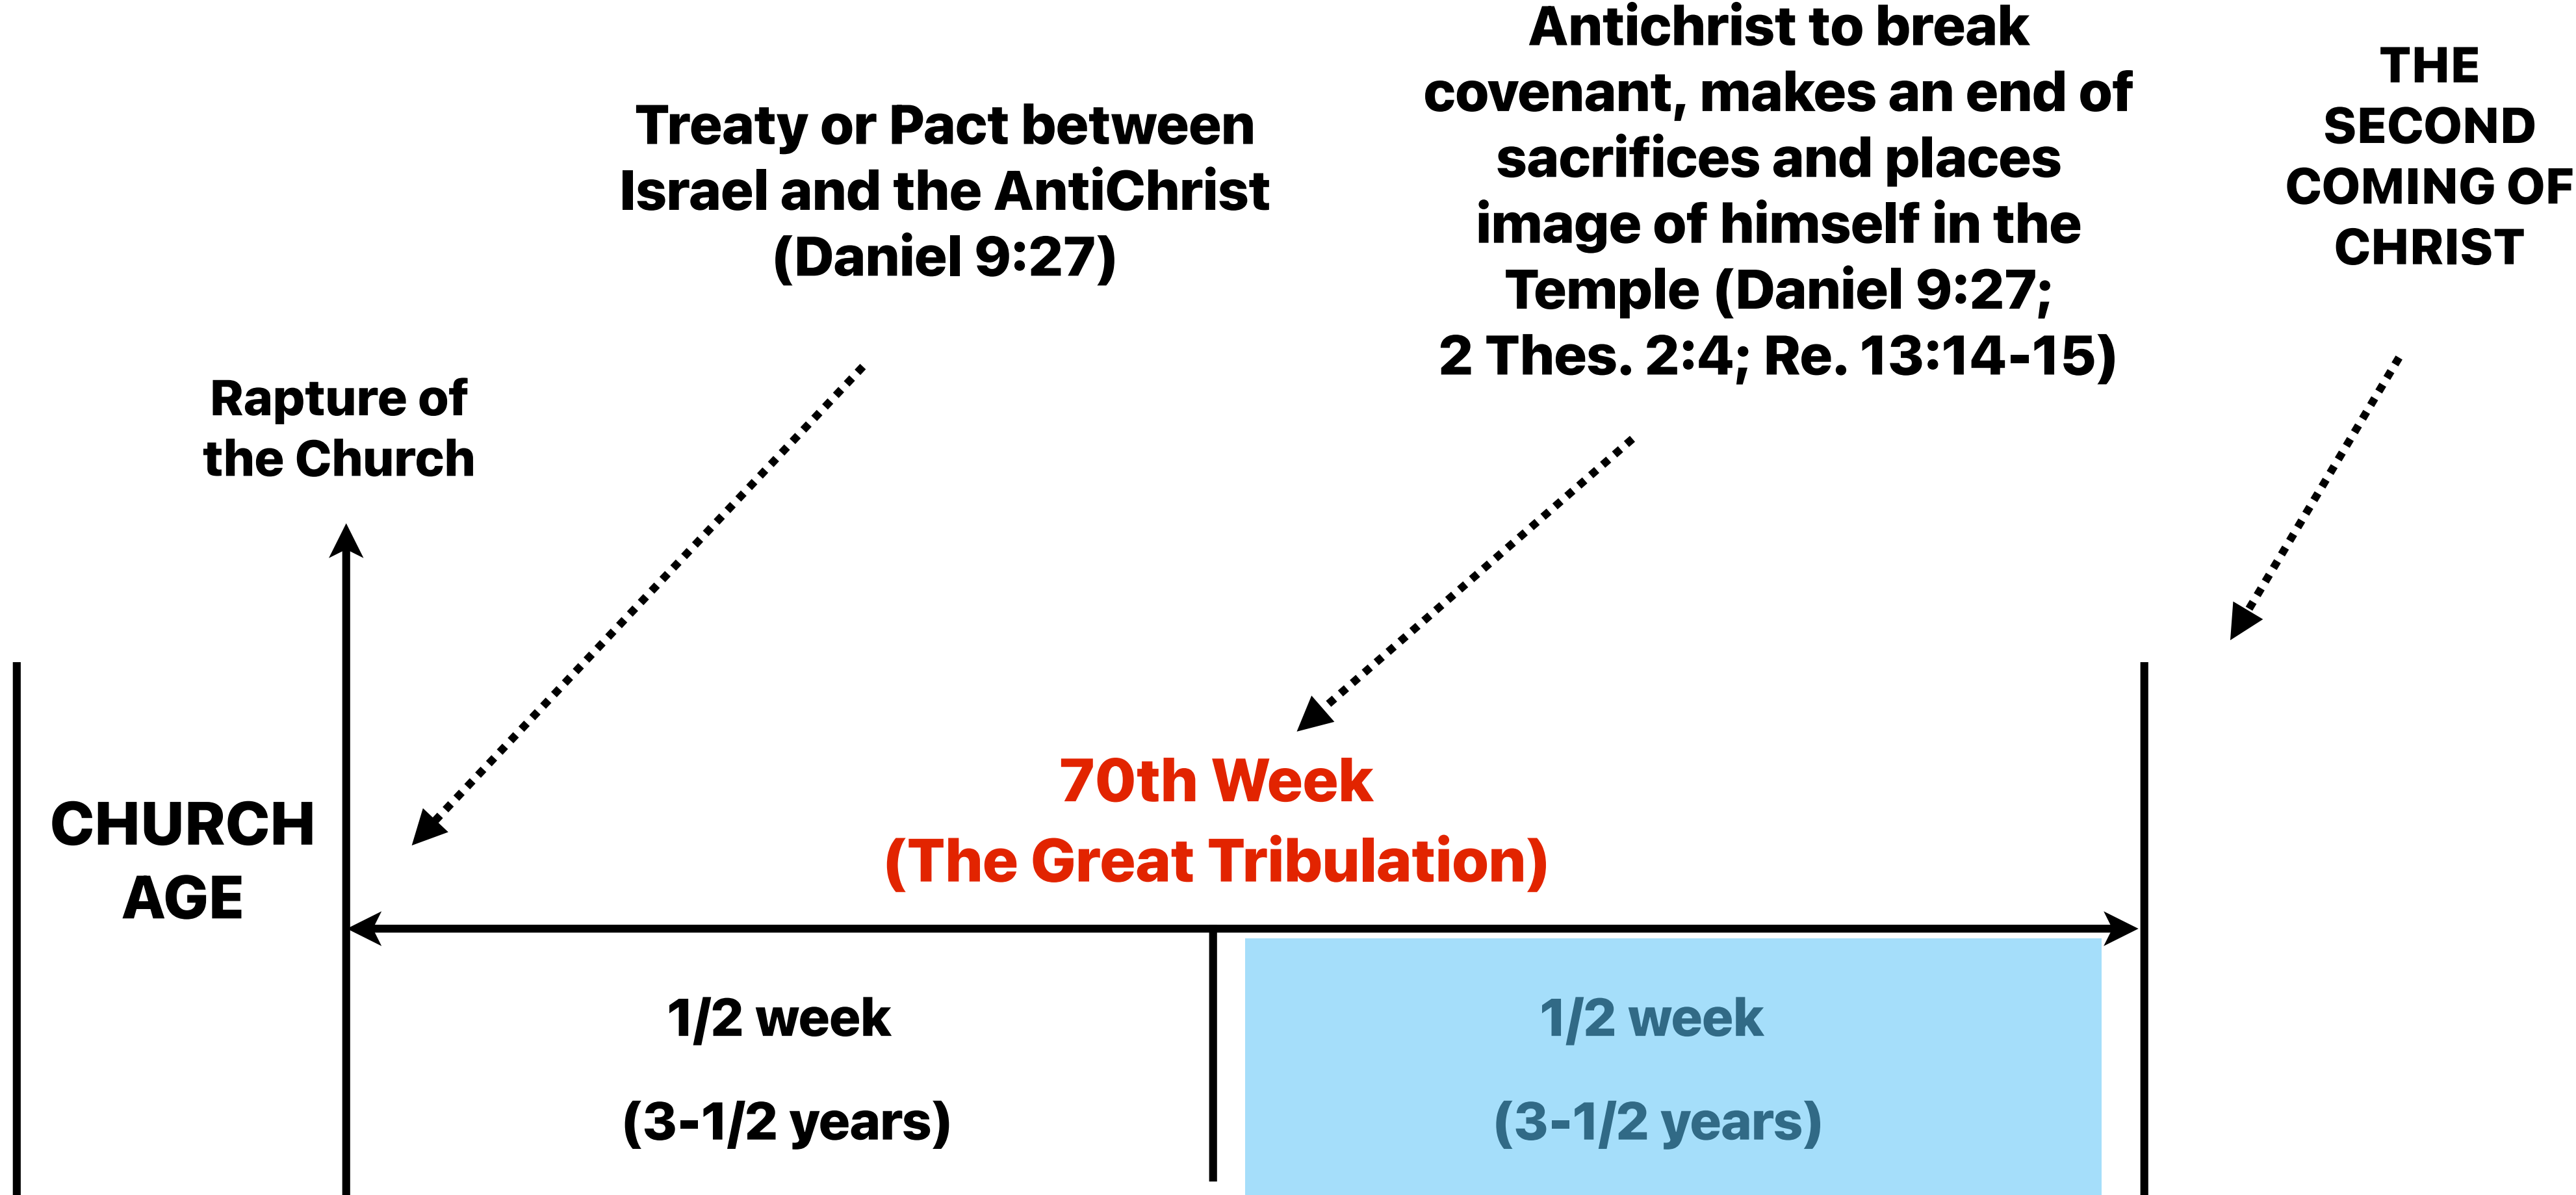 Antichrist to break
covenant, makes an end of
sacrifices and places
image of himself in the
Temple (Daniel 9:27;
2 Thes. 2:4; Re. 13:14-15)
THE
SECOND
COMING OF
CHRIST
Treaty or Pact between
Israel and the AntiChrist
(Daniel 9:27)
Rapture of
the Church
CHURCH
AGE
70th Week
(The Great Tribulation)
1/2 week
(3-1/2 years)
1/2 week
(3-1/2 years)